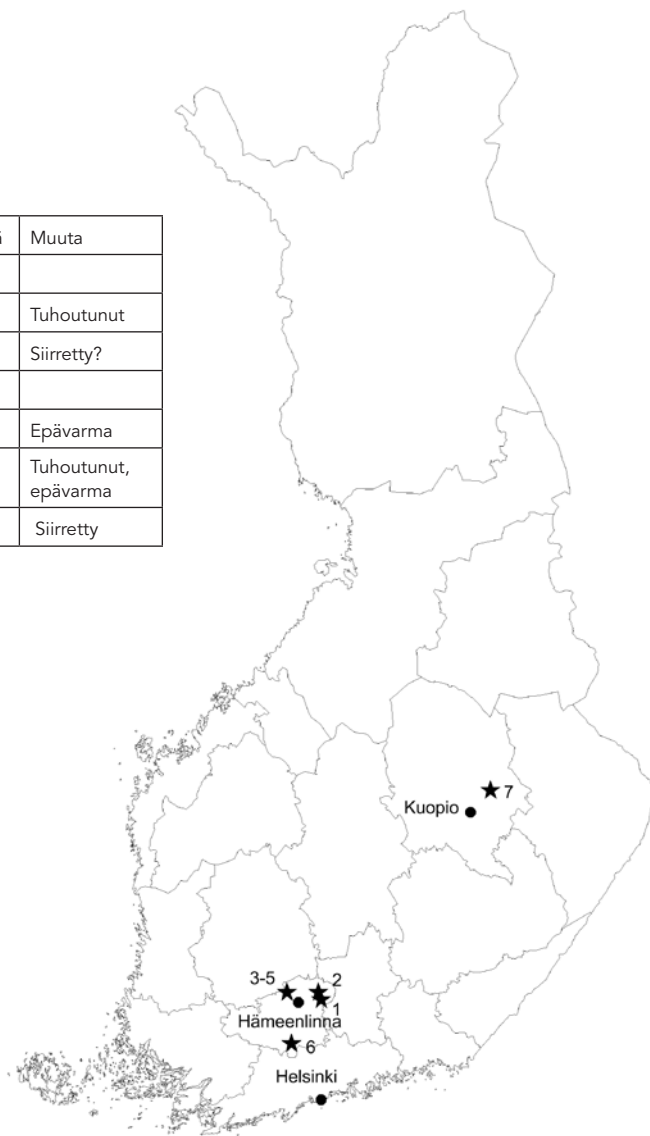 Muuta
Tuhoutunut
Siirretty?
Epävarma
Tuhoutunut,
epävarma
Siirretty
7
Kuopio
3-5
2
1
Hämeenlinna
6
Helsinki